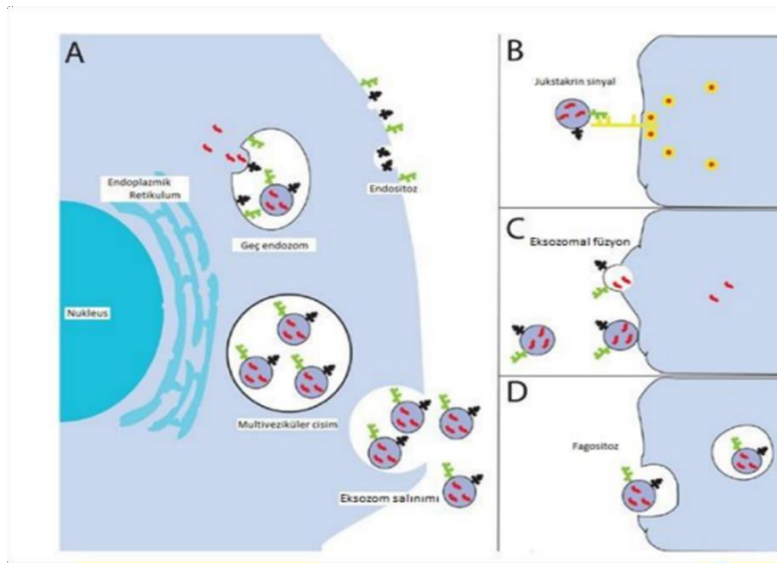 A
Endoplazmik
Retikulum
Endositoz
Geç endozom
Nukleus
Multiveziküler cisim
Eksozom salınımı
B
Jukstakrin sinyal
C
Eksozomal füzyon
D
Fagositoz